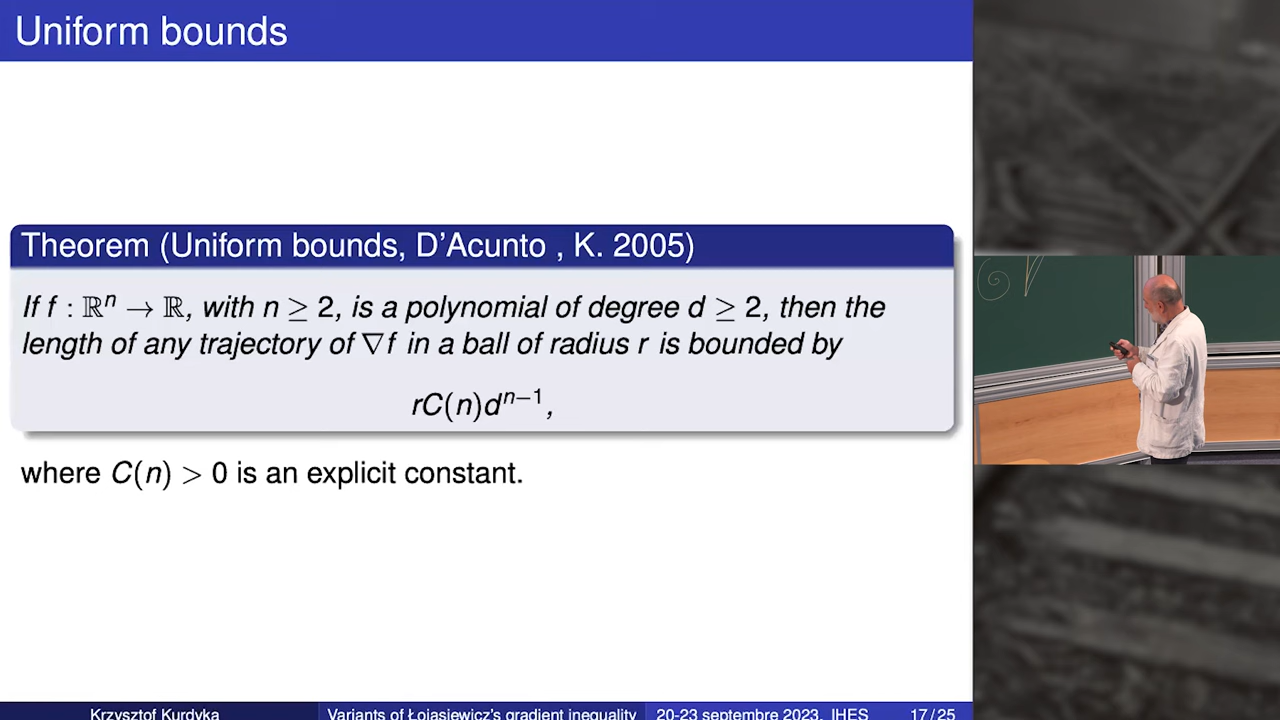 Uniform bounds
Theorem (Uniform bounds, D'Acunto , K. 2005)
If f : ℝⁿ → ℝ, with n ≥ 2, is a polynomial of degree d ≥ 2, then the
length of any trajectory of ∇f in a ball of radius r is bounded by
rC(n)dⁿ⁻¹,
where C(n) > 0 is an explicit constant.
Krzysztof Kurdyka Variants of Łojasiewicz's gradient inequality 20-23 septembre 2023, IHES 17 / 25